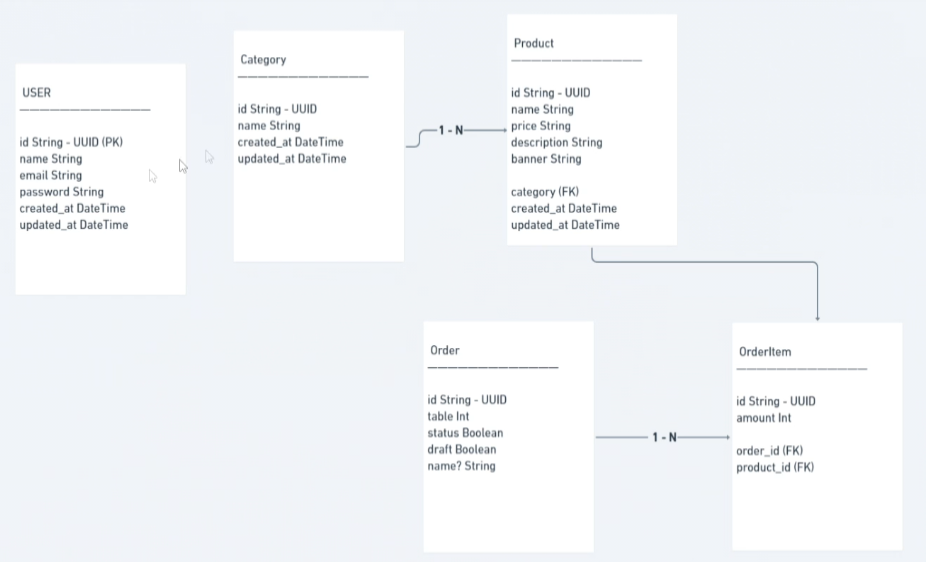 USER
id String - UUID (PK)
name String
email String
password String
created_at DateTime
updated_at DateTime
Category
id String - UUID
name String
created_at DateTime
updated_at DateTime
1 - N
Product
id String - UUID
name String
price String
description String
banner String
category (FK)
created_at DateTime
updated_at DateTime
Order
id String - UUID
table Int
status Boolean
draft Boolean
name? String
1 - N
OrderItem
id String - UUID
amount Int
order_id (FK)
product_id (FK)